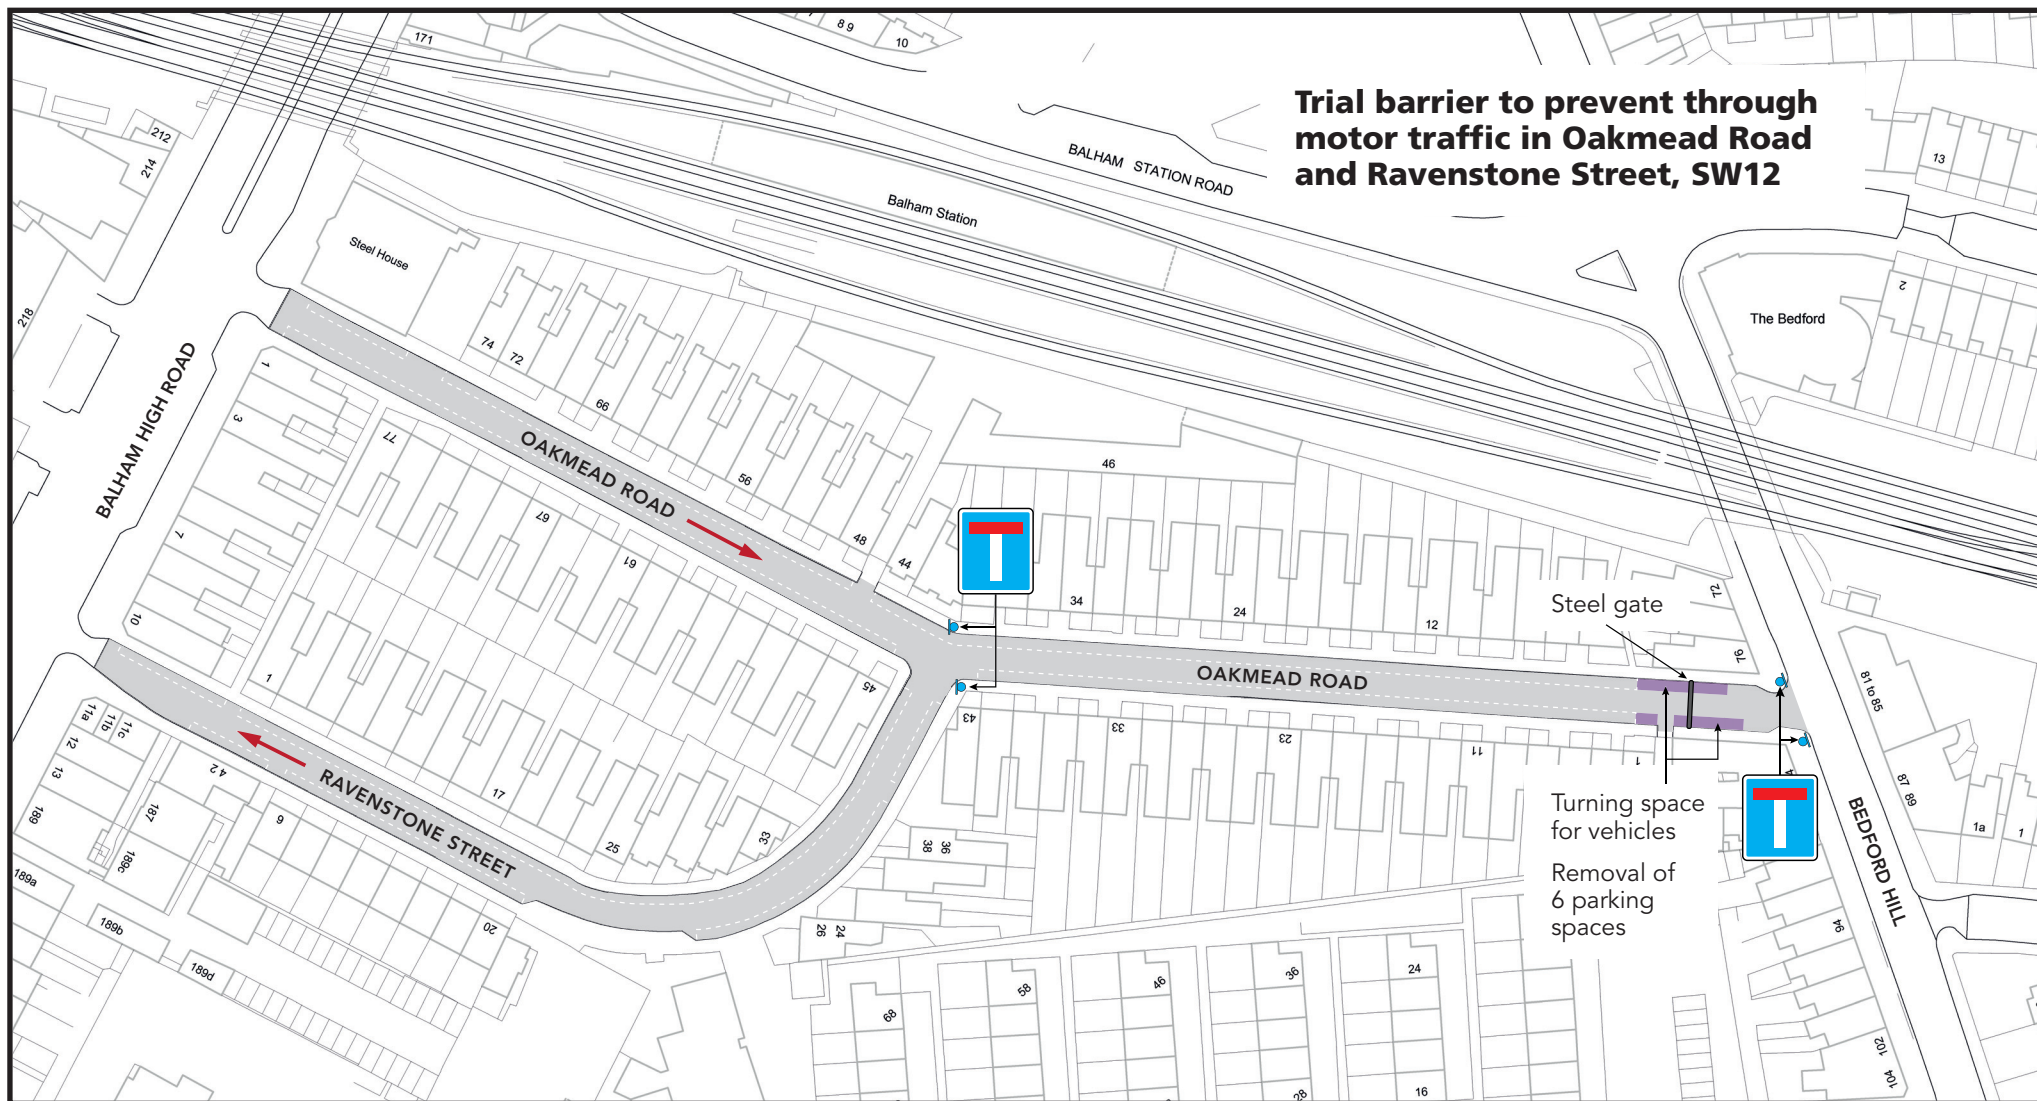 Trial barrier to prevent through
motor traffic in Oakmead Road
and Ravenstone Street, SW12
171
8 9
10
212
214
218
BALHAM STATION ROAD
Balham Station
13
2
The Bedford
Steel House
74
72
66
56
48
44
46
34
24
12
72
76
BALHAM HIGH ROAD
1
3
7
10
77
67
61
45
OAKMEAD ROAD
OAKMEAD ROAD
Steel gate
81 to 85
87 89
1a
1
43
33
23
11
1
4
Turning space
for vehicles
Removal of
6 parking
spaces
BEDFORD HILL
94
102
104
1
17
25
33
RAVENSTONE STREET
11a
11b
11c
12
13
189
187
42
9
20
189c
189a
189b
189d
38
36
26
24
68
58
46
36
28
24
16